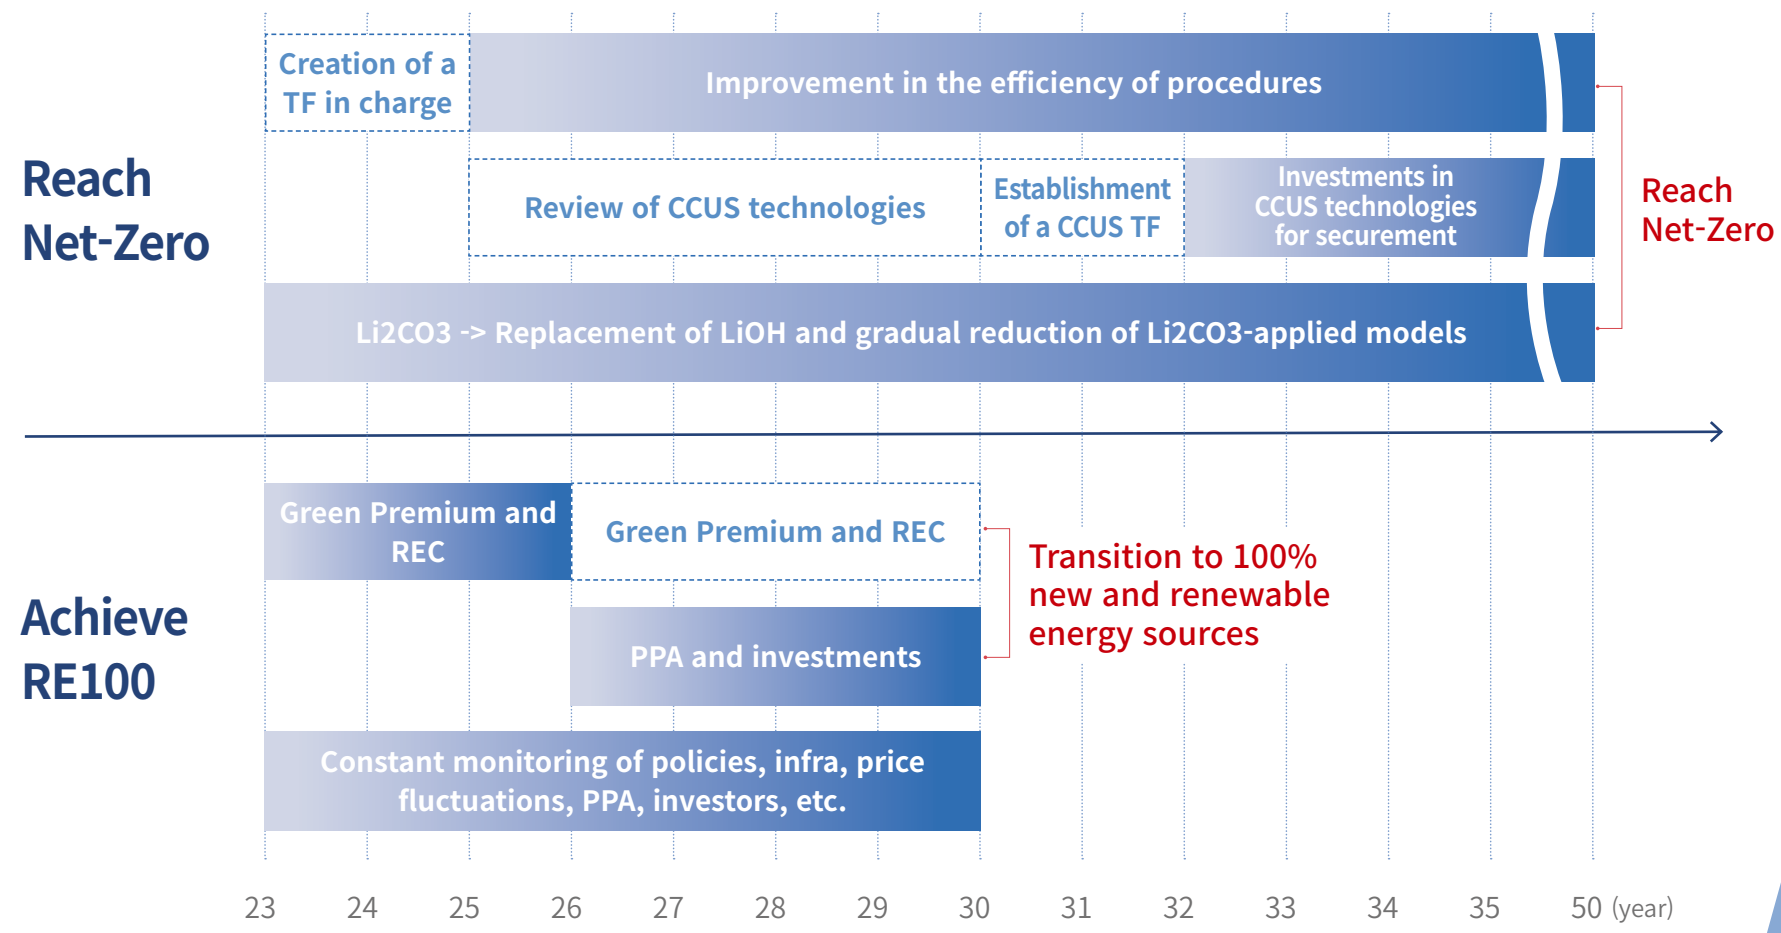 Reach
Net-Zero
Creation of a
TF in charge
Improvement in the efficiency of procedures
Review of CCUS technologies
Establishment
of a CCUS TF
Investments in
CCUS technologies
for securement
Li2CO3 -> Replacement of LiOH and gradual reduction of Li2CO3-applied models
Reach
Net-Zero
Achieve
RE100
Green Premium and
REC
Green Premium and REC
PPA and investments
Constant monitoring of policies, infra, price
fluctuations, PPA, investors, etc.
Transition to 100%
new and renewable
energy sources
23 24 25 26 27 28 29 30 31 32 33 34 35 50 (year)